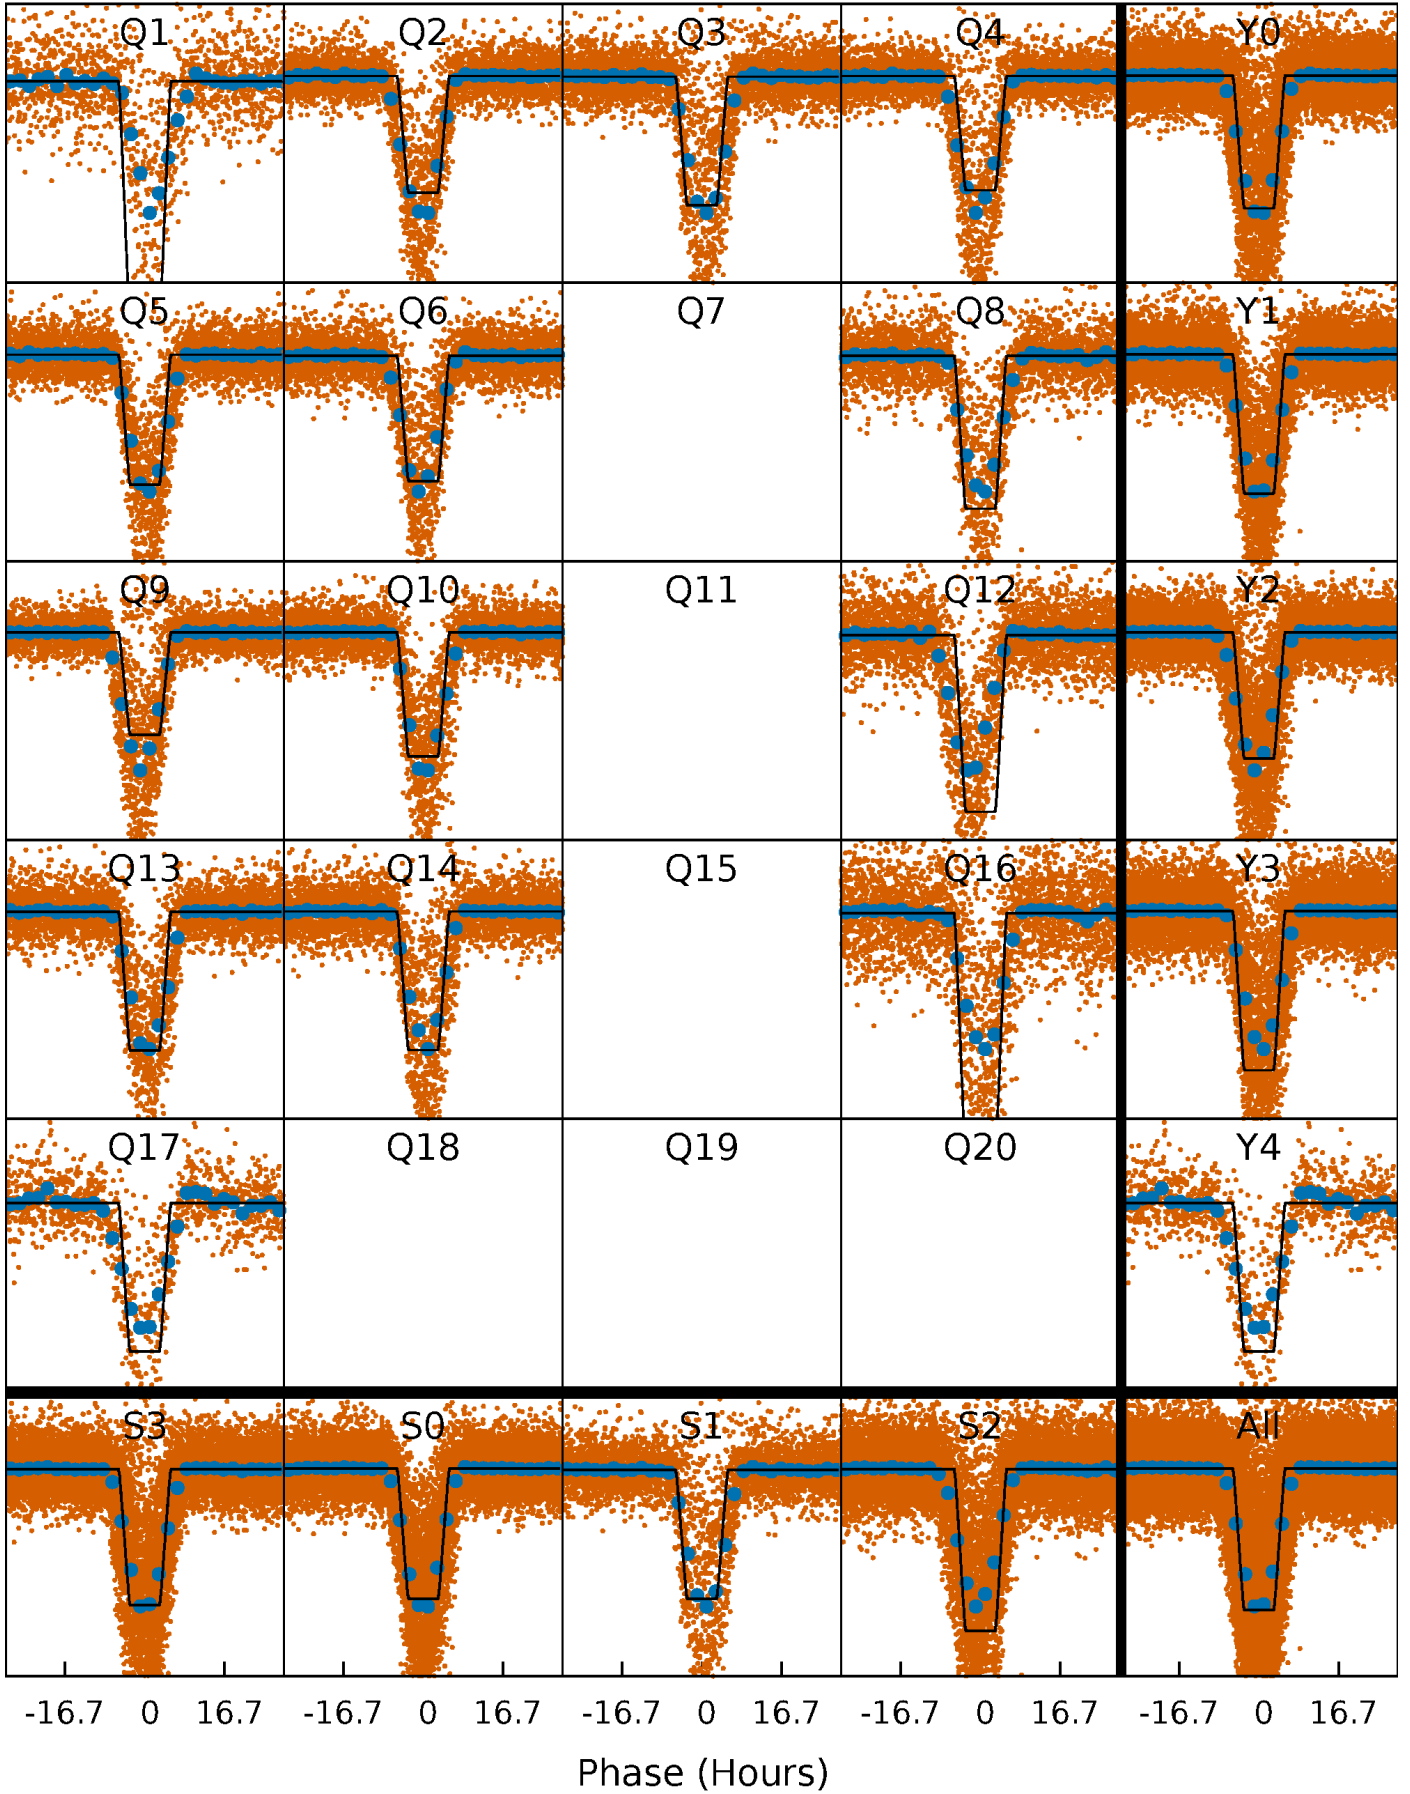 Q1 Q2 Q3 Q4 Y0
Q5 Q6 Q7 Q8 Y1
Q9 Q10 Q11 Q12 Y2
Q13 Q14 Q15 Q16 Y3
Q17 Q18 Q19 Q20 Y4
S3 S0 S1 S2 All
-16.7 0 16.7 -16.7 0 16.7 -16.7 0 16.7 -16.7 0 16.7 -16.7 0 16.7
Phase (Hours)